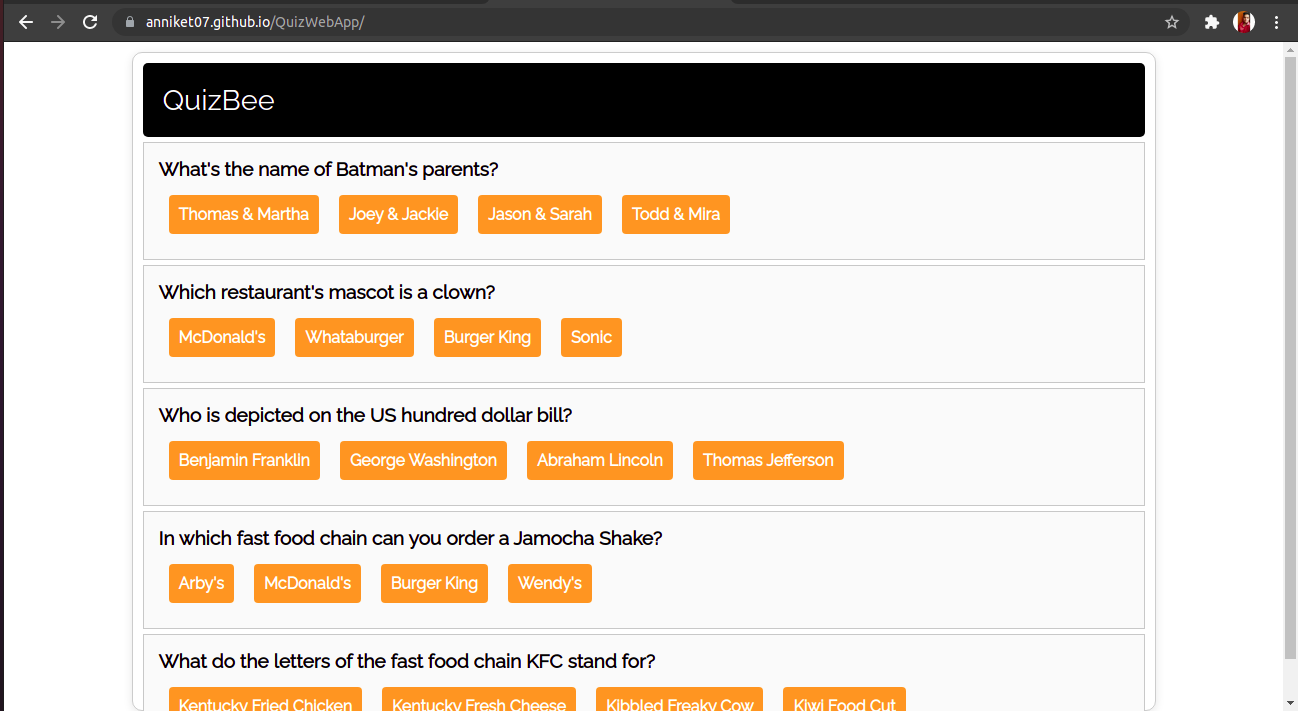 anniket07.github.io/QuizWebApp/
QuizBee
What's the name of Batman's parents?
Thomas & Martha Joey & Jackie Jason & Sarah Todd & Mira
Which restaurant's mascot is a clown?
McDonald's Whataburger Burger King Sonic
Who is depicted on the US hundred dollar bill?
Benjamin Franklin George Washington Abraham Lincoln Thomas Jefferson
In which fast food chain can you order a Jamocha Shake?
Arby's McDonald's Burger King Wendy's
What do the letters of the fast food chain KFC stand for?
Kentucky Fried Chicken Kentucky Fresh Cheese Kibbled Freaky Cow Kiwi Food Cut